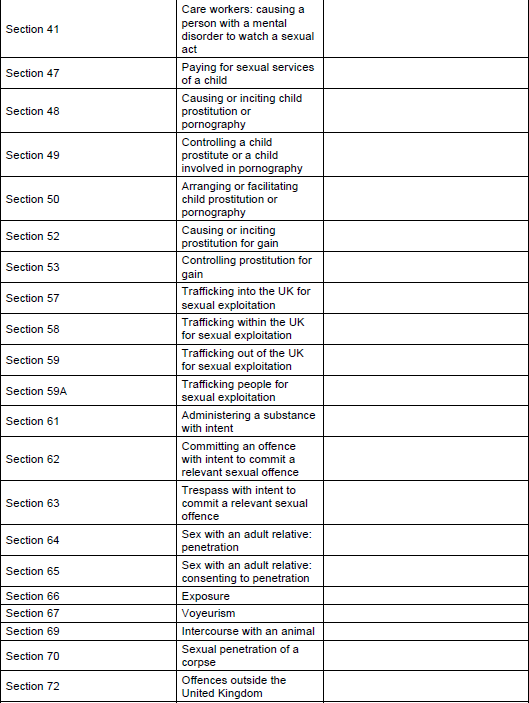 Section 41
Care workers: causing a
person with a mental
disorder to watch a sexual
act
Section 47
Paying for sexual services
of a child
Section 48
Causing or inciting child
prostitution or
pornography
Section 49
Controlling a child
prostitute or a child
involved in pornography
Section 50
Arranging or facilitating
child prostitution or
pornography
Section 52
Causing or inciting
prostitution for gain
Section 53
Controlling prostitution for
gain
Section 57
Trafficking into the UK for
sexual exploitation
Section 58
Trafficking within the UK
for sexual exploitation
Section 59
Trafficking out of the UK
for sexual exploitation
Section 59A
Trafficking people for
sexual exploitation
Section 61
Administering a substance
with intent
Section 62
Committing an offence
with intent to commit a
relevant sexual offence
Section 63
Trespass with intent to
commit a relevant sexual
offence
Section 64
Sex with an adult relative:
penetration
Section 65
Sex with an adult relative:
consenting to penetration
Section 66
Exposure
Section 67
Voyeurism
Section 69
Intercourse with an animal
Section 70
Sexual penetration of a
corpse
Section 72
Offences outside the
United Kingdom